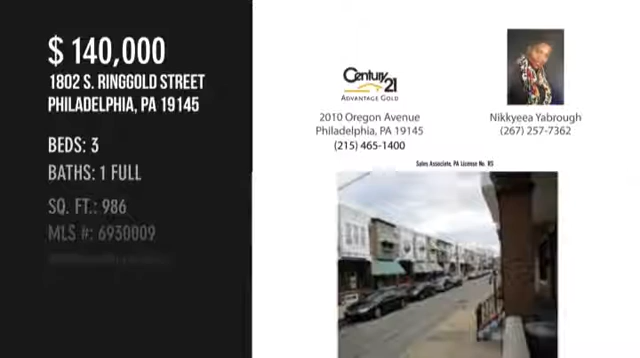 $ 140,000
1802 S. RINGGOLD STREET
PHILADELPHIA, PA 19145
BEDS: 3
BATHS: 1 FULL
SQ. FT.: 986
MLS #: 6930009
Century 21
ADVANTAGE GOLD
2010 Oregon Avenue
Philadelphia, PA 19145
(215) 465-1400
Nikkyeea Yabrough
(267) 257-7362
Sales Associate, PA License No. RS